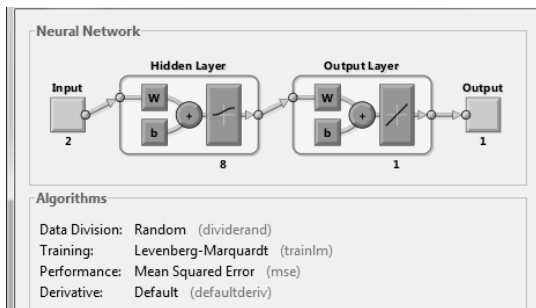 Neural Network
Hidden Layer
Output Layer
Input
W
b
+
W
b
+
Output
2
8
1
1
Algorithms
Data Division: Random (dividerand)
Training: Levenberg-Marquardt (trainlm)
Performance: Mean Squared Error (mse)
Derivative: Default (defaultderiv)